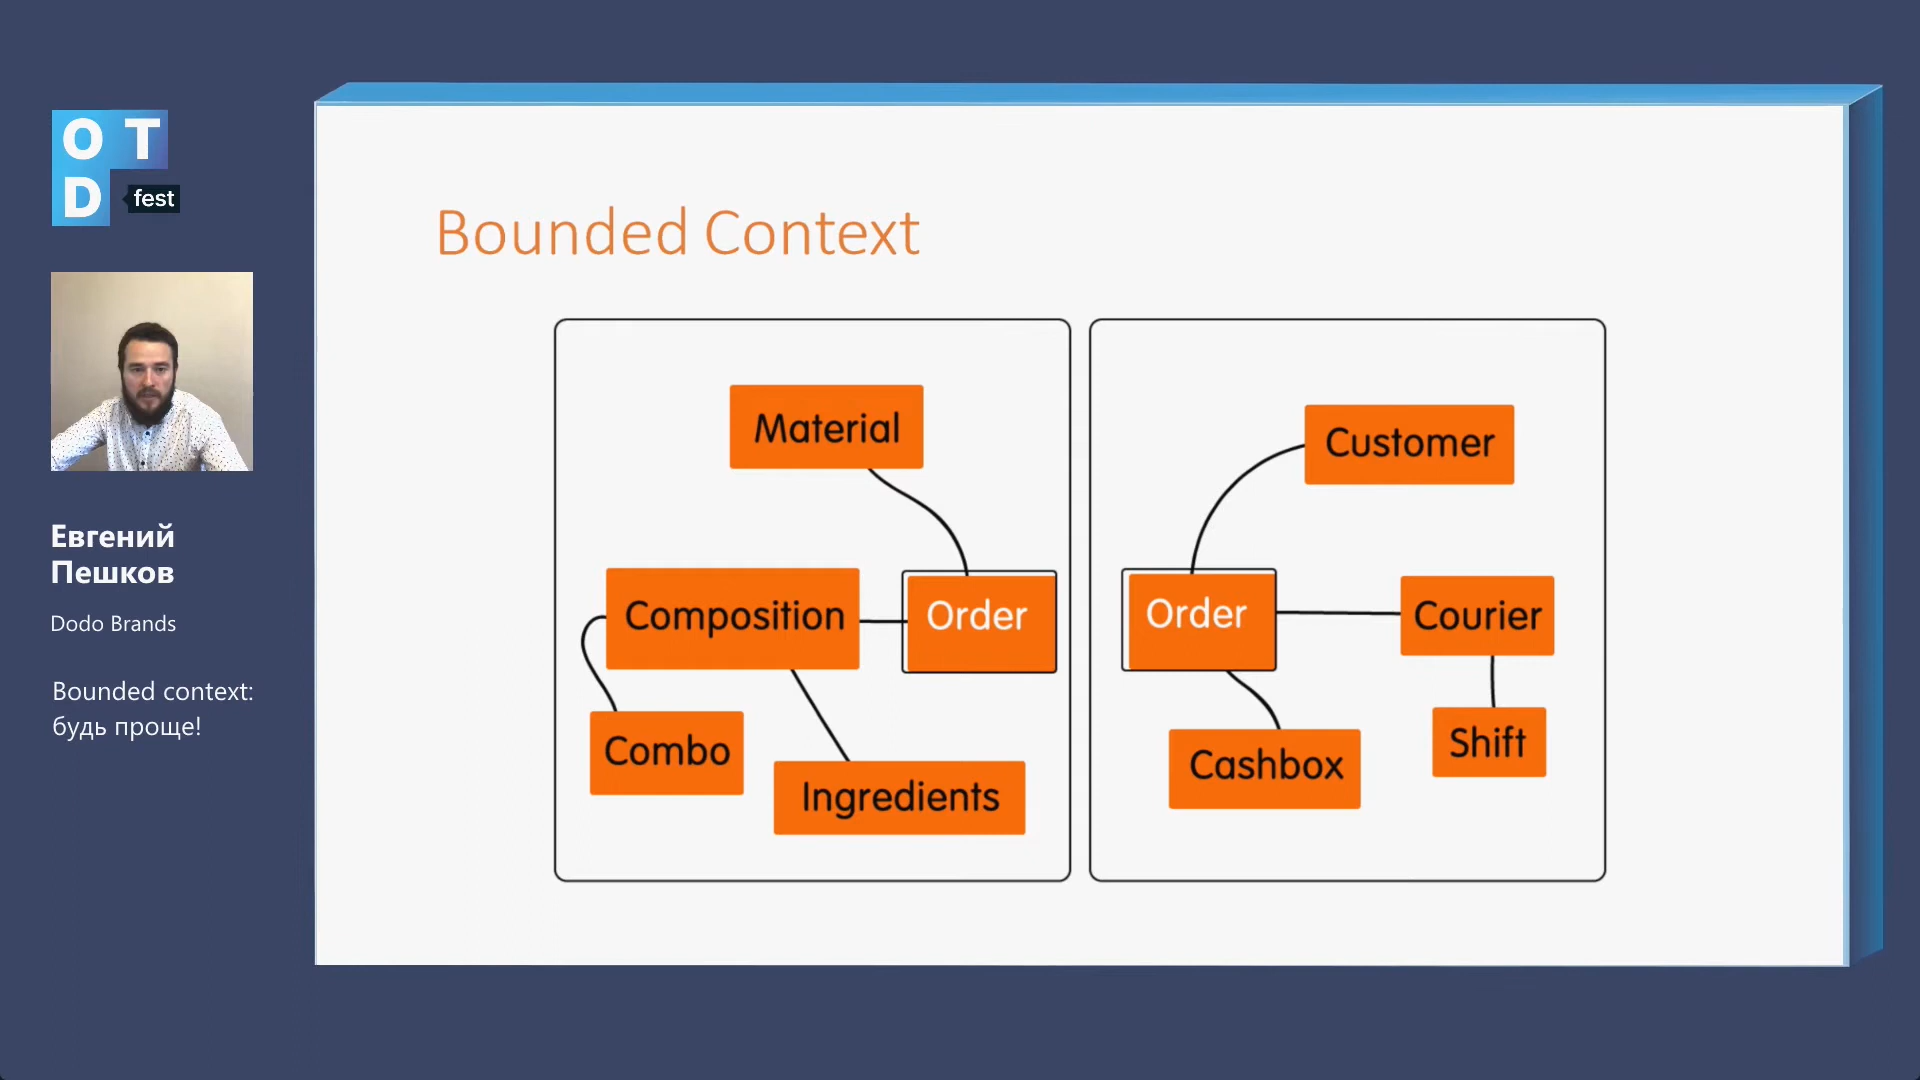 O T
D fest
Евгений
Пешков
Dodo Brands
Bounded context:
будь проще!
Bounded Context
Material
Composition
Order
Combo
Ingredients
Customer
Order
Courier
Cashbox
Shift